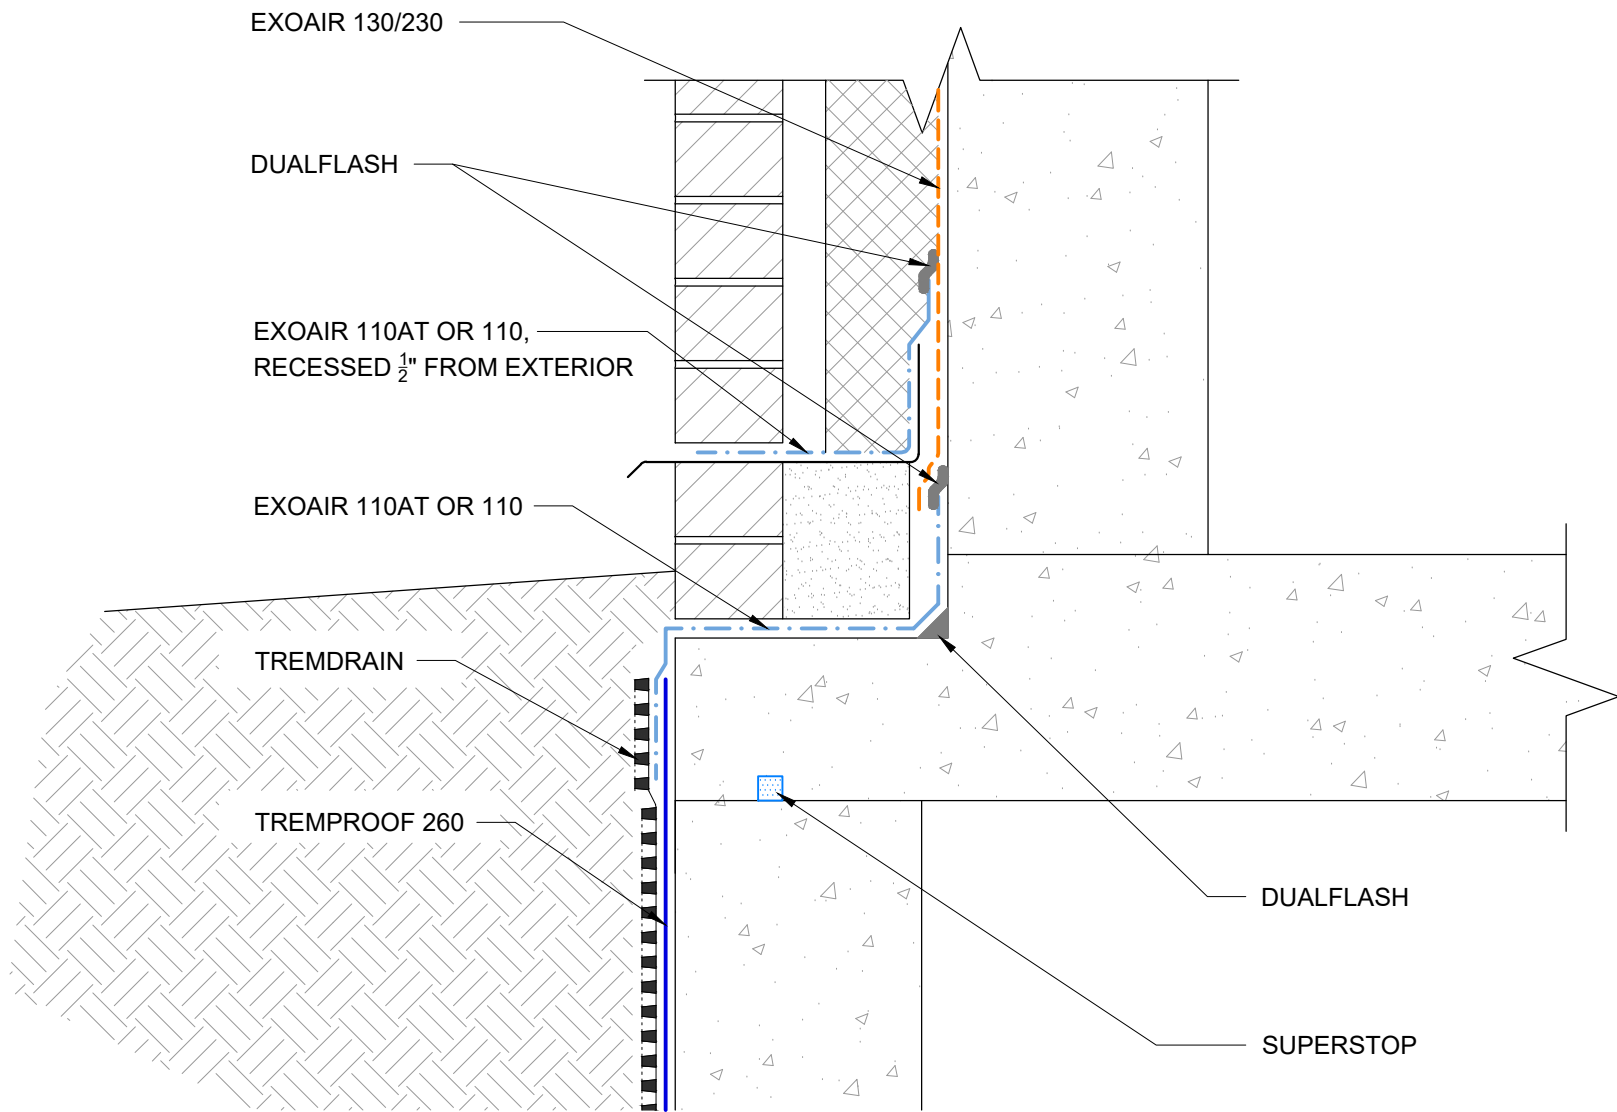 EXOAIR 130/230
DUALFLASH
EXOAIR 110AT OR 110,
RECESSED 1/2" FROM EXTERIOR
EXOAIR 110AT OR 110
TREMDRAIN
TREMPROOF 260
DUALFLASH
SUPERSTOP